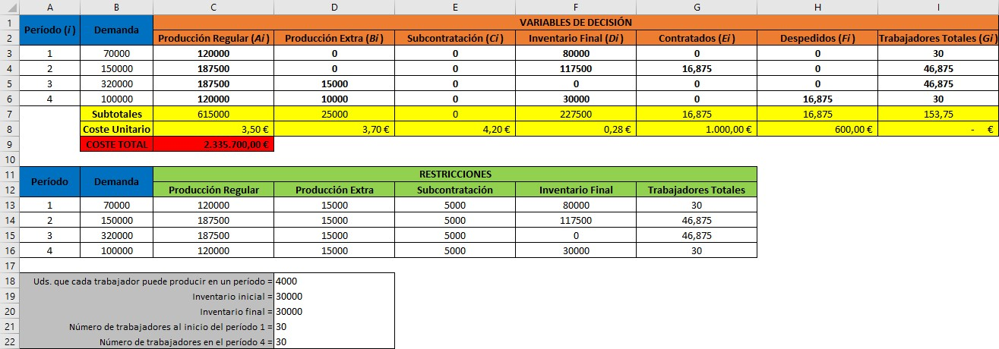 A B C D E F G H I
1 Período (i) Demanda VARIABLES DE DECISIÓN
2 Producción Regular (Ai) Producción Extra (Bi) Subcontratación (Ci) Inventario Final (Di) Contratados (Ei) Despedidos (Fi) Trabajadores Totales (Gi)
3 1 70000 120000 0 0 80000 0 0 30
4 2 150000 187500 0 0 117500 16,875 0 46,875
5 3 320000 187500 15000 0 0 0 0 46,875
6 4 100000 120000 10000 0 30000 0 16,875 30
7 Subtotales 615000 25000 0 227500 16,875 16,875 153,75
8 Coste Unitario 3,50 € 3,70 € 4,20 € 0,28 € 1.000,00 € 600,00 € - €
9 COSTE TOTAL 2.335.700,00 €
10
11 Período Demanda RESTRICCIONES
12 Producción Regular Producción Extra Subcontratación Inventario Final Trabajadores Totales
13 1 70000 120000 15000 5000 80000 30
14 2 150000 187500 15000 5000 117500 46,875
15 3 320000 187500 15000 5000 0 46,875
16 4 100000 120000 15000 5000 30000 30
17
18 Uds. que cada trabajador puede producir en un período = 4000
19 Inventario inicial = 30000
20 Inventario final = 30000
21 Número de trabajadores al inicio del período 1 = 30
22 Número de trabajadores en el período 4 = 30